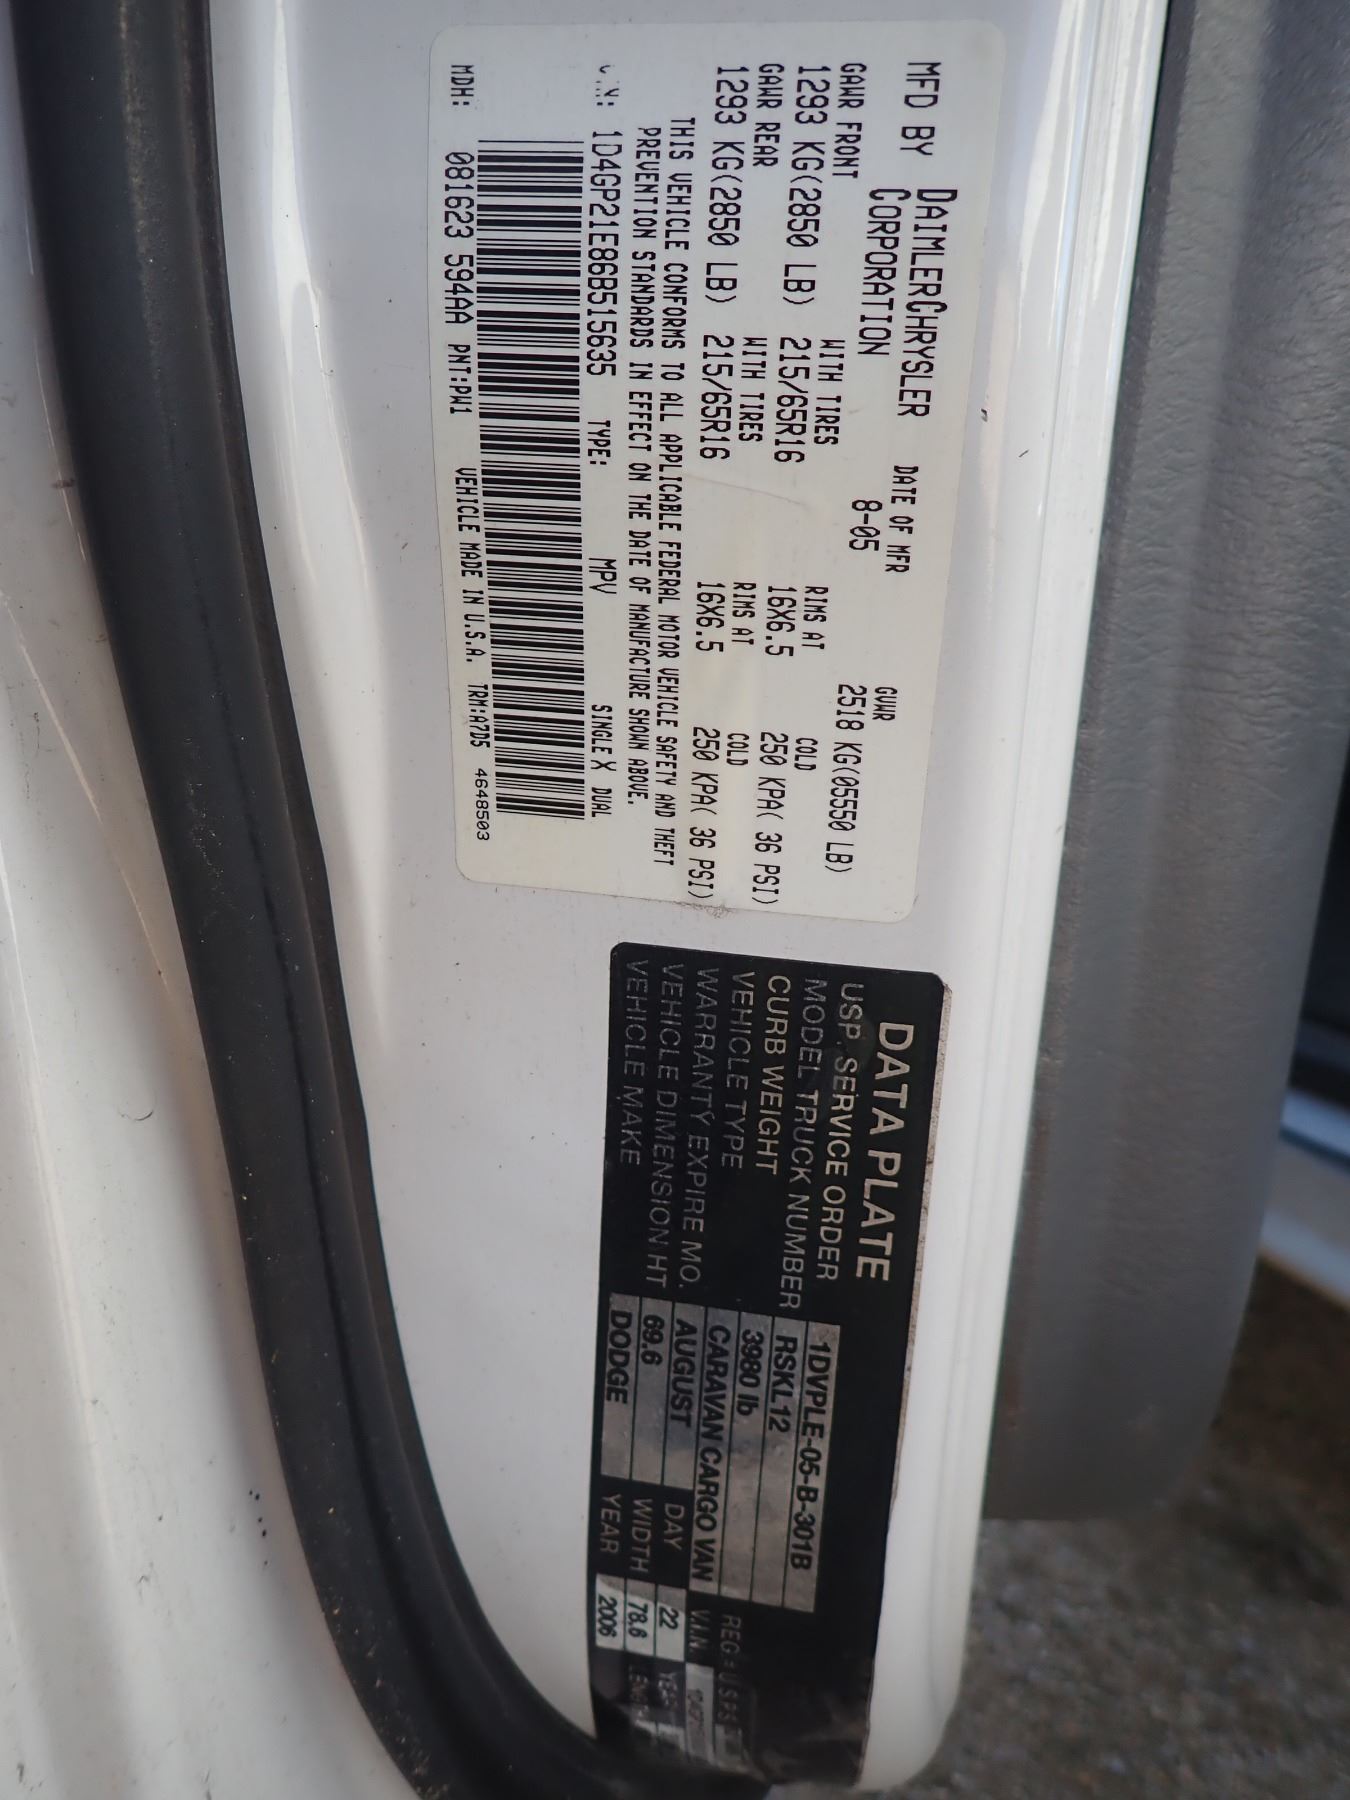 MFD BY DAIMLERCHRYSLER CORPORATION DATE OF MFR 8-05 GVWR 2518 KG(05550 LB)
GAWR FRONT WITH TIRES RIMS AT COLD
1293 KG(2850 LB) 215/65R16 16X6.5 250 KPA( 36 PSI)
GAWR REAR WITH TIRES RIMS AT COLD
1293 KG(2850 LB) 215/65R16 16X6.5 250 KPA( 36 PSI)
THIS VEHICLE CONFORMS TO ALL APPLICABLE FEDERAL MOTOR VEHICLE SAFETY AND THEFT
PREVENTION STANDARDS IN EFFECT ON THE DATE OF MANUFACTURE SHOWN ABOVE.
1D4GP21E86B515635 TYPE: MPV SINGLE X DUAL
MDH: 081623 594AA PNT:PW1 VEHICLE MADE IN U.S.A. TRM:A7D5 4648503
DATA PLATE
USP. SERVICE ORDER 1DVPLE-05-B-301B
MODEL TRUCK NUMBER RSKL12
CURB WEIGHT 3980 lb
VEHICLE TYPE CARAVAN CARGO VAN V.I.N
WARRANTY EXPIRE MO. AUGUST DAY 22
VEHICLE DIMENSION HT 69.6 WIDTH 78.6
VEHICLE MAKE DODGE YEAR 2006